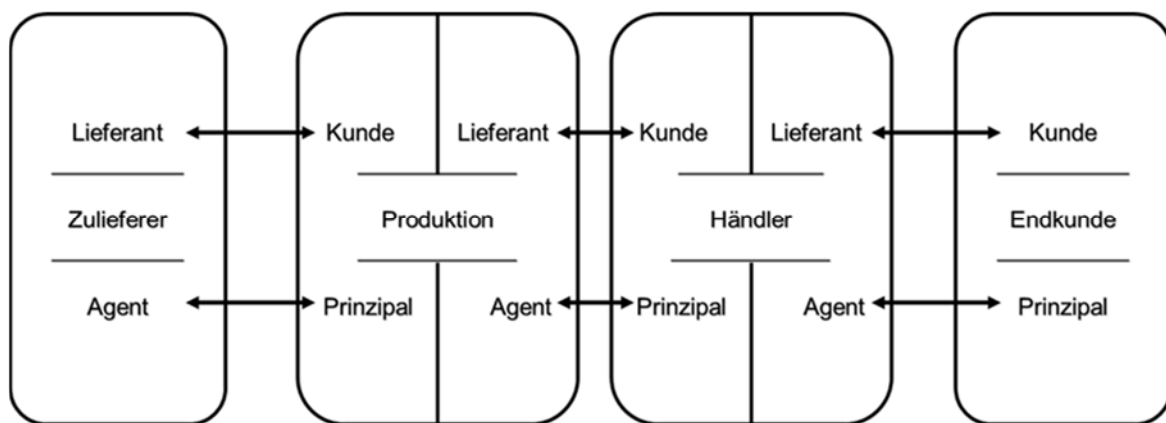 Lieferant Kunde Lieferant Kunde Lieferant Kunde
Zulieferer Produktion Händler Endkunde
Agent Prinzipal Agent Prinzipal Agent Prinzipal